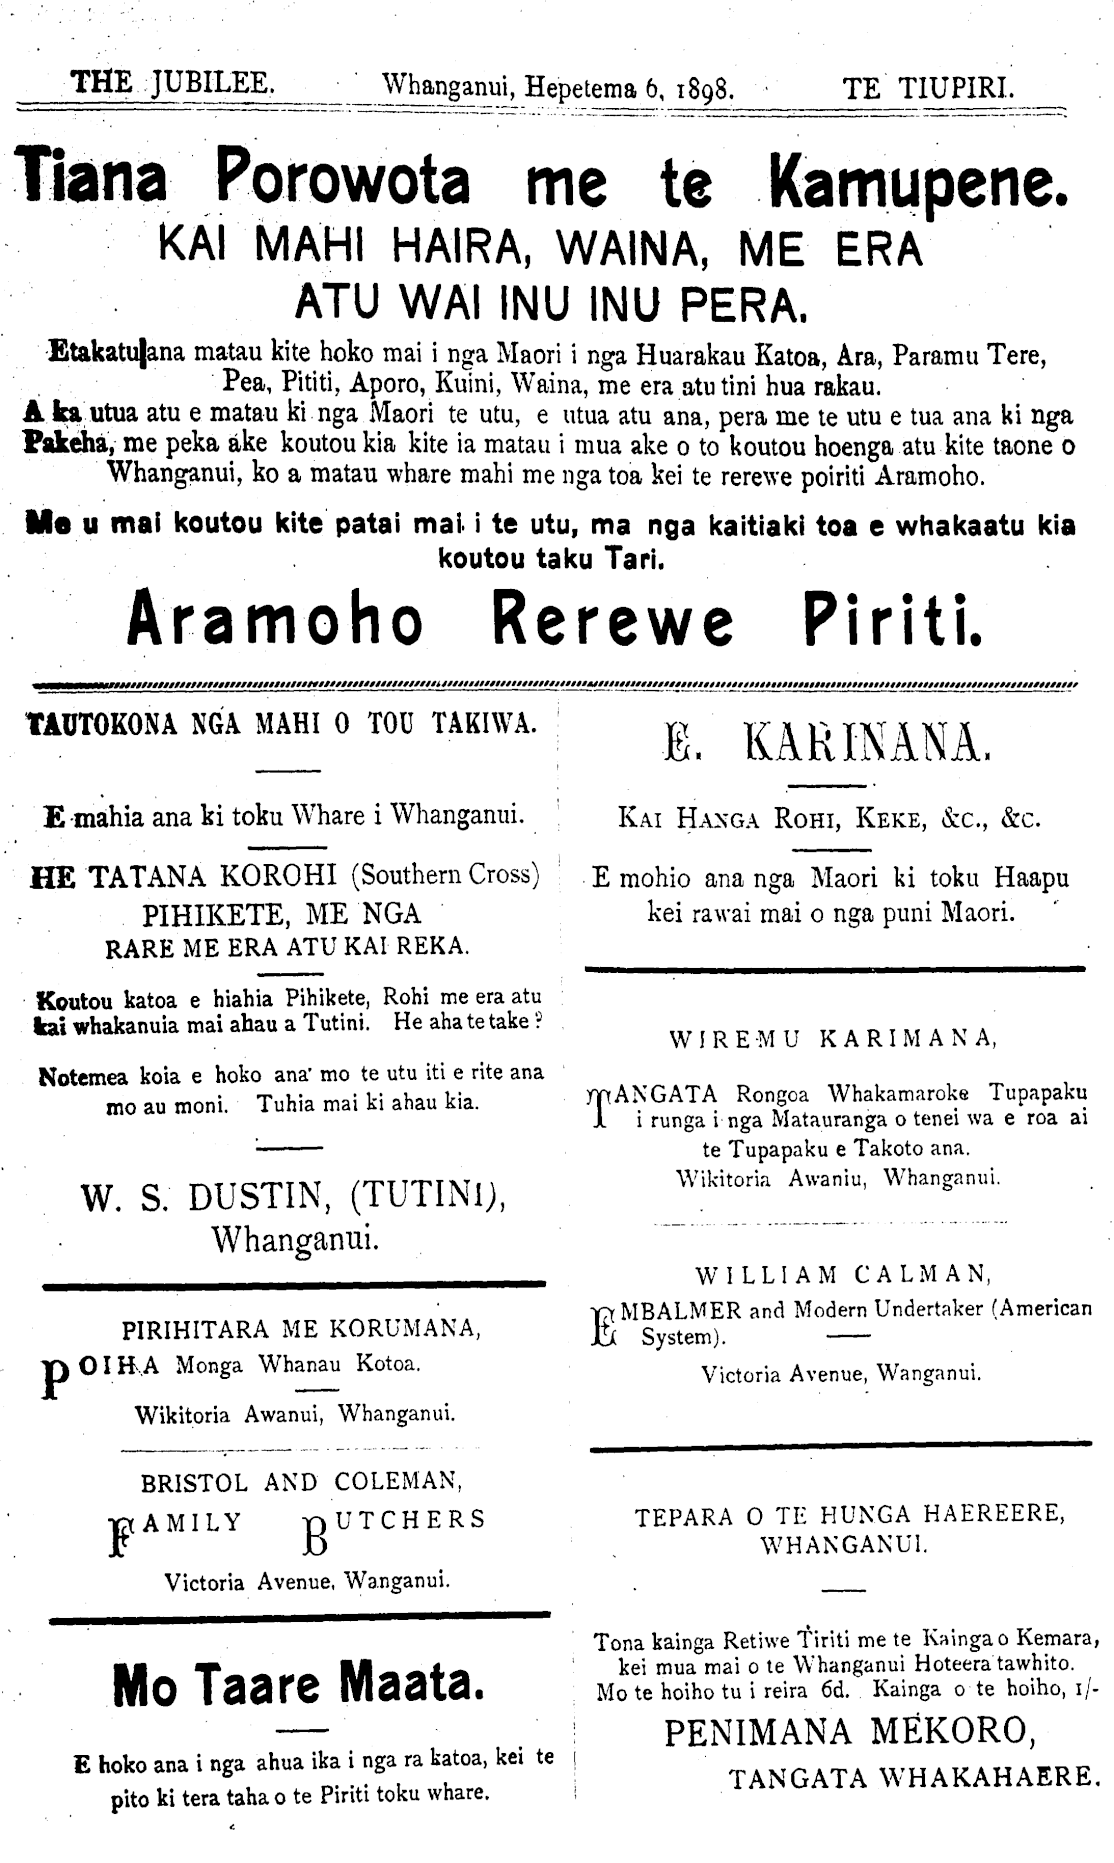 THE JUBILEE. Whanganui, Hepetema 6, 1898. TE TIUPIRI.
Tiana Porowota me te Kamupene.
KAI MAHI HAIRA, WAINA, ME ERA
ATU WAI INU INU PERA.
Etakatu ana matau kite hoko mai i nga Maori i nga Huarakau Katoa, Ara, Paramu Tere,
Pea, Pititi, Aporo, Kuini, Waina, me era atu tini hua rakau.
A ka utua atu e matau ki nga Maori te utu, e utua atu ana, pera me te utu e tua ana ki nga
Pakeha, me peka ake koutou kia kite ia matau i mua ake o to koutou hoenga atu kite taone o
Whanganui, ko a matau whare mahi me nga toa kei te rerewe poiriti Aramoho.
Me u mai koutou kite patai mai i te utu, ma nga kaitiaki toa e whakaatu kia
koutou taku Tari.
Aramoho Rerewe Piriti.
TAUTOKONA NGA MAHI O TOU TAKIWA.
E mahia ana ki toku Whare i Whanganui.
HE TATANA KOROHI (Southern Cross)
PIHIKETE, ME NGA
RARE ME ERA ATU KAI REKA.
Koutou katoa e hiahia Pihikete, Rohi me era atu
kai whakanuia mai ahau a Tutini. He aha te take?
Notemea koia e hoko ana mo te utu iti e rite ana
mo au moni. Tuhia mai ki ahau kia.
W. S. DUSTIN, (TUTINI),
Whanganui.
PIRIHITARA ME KORUMANA,
POIHA Monga Whanau Kotoa.
Wikitoria Awanui, Whanganui.
BRISTOL AND COLEMAN,
FAMILY BUTCHERS
Victoria Avenue, Wanganui.
Mo Taare Maata.
E hoko ana i nga ahua ika i nga ra katoa, kei te
pito ki tera taha o te Piriti toku whare.
E. KARINANA.
KAI HANGA ROHI, KEKE, &C., &C.
E mohio ana nga Maori ki toku Haapu
kei rawai mai o nga puni Maori.
WIREMU KARIMANA,
TANGATA Rongoa Whakamaroke Tupapaku
i runga i nga Matauranga o tenei wa e roa ai
te Tupapaku e Takoto ana.
Wikitoria Awaniu, Whanganui.
WILLIAM CALMAN,
EMBALMER and Modern Undertaker (American
System).
Victoria Avenue, Wanganui.
TEPARA O TE HUNGA HAEREERE,
WHANGANUI.
Tona kainga Retiwe Tiriti me te Kainga o Kemara,
kei mua mai o te Whanganui Hoteera tawhito.
Mo te hoiho tu i reira 6d. Kainga o te hoiho, 1/-
PENIMANA MEKORO,
TANGATA WHAKAHAERE.